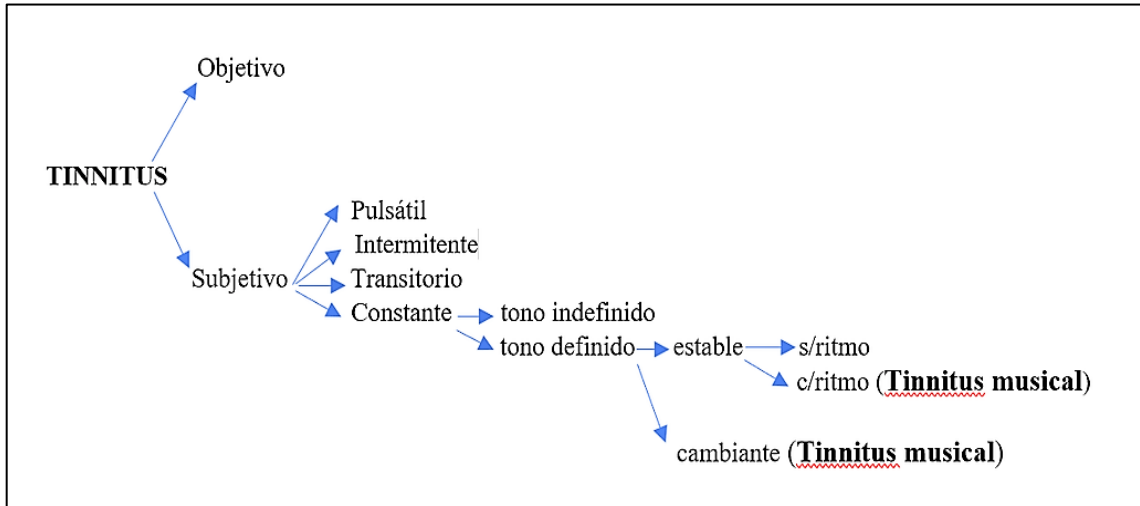 Objetivo
TINNITUS
Pulsátil
Intermitente
Subjetivo
Transitorio
Constante
tono indefinido
tono definido
estable
s/ritmo
c/ritmo (Tinnitus musical)
cambiante (Tinnitus musical)